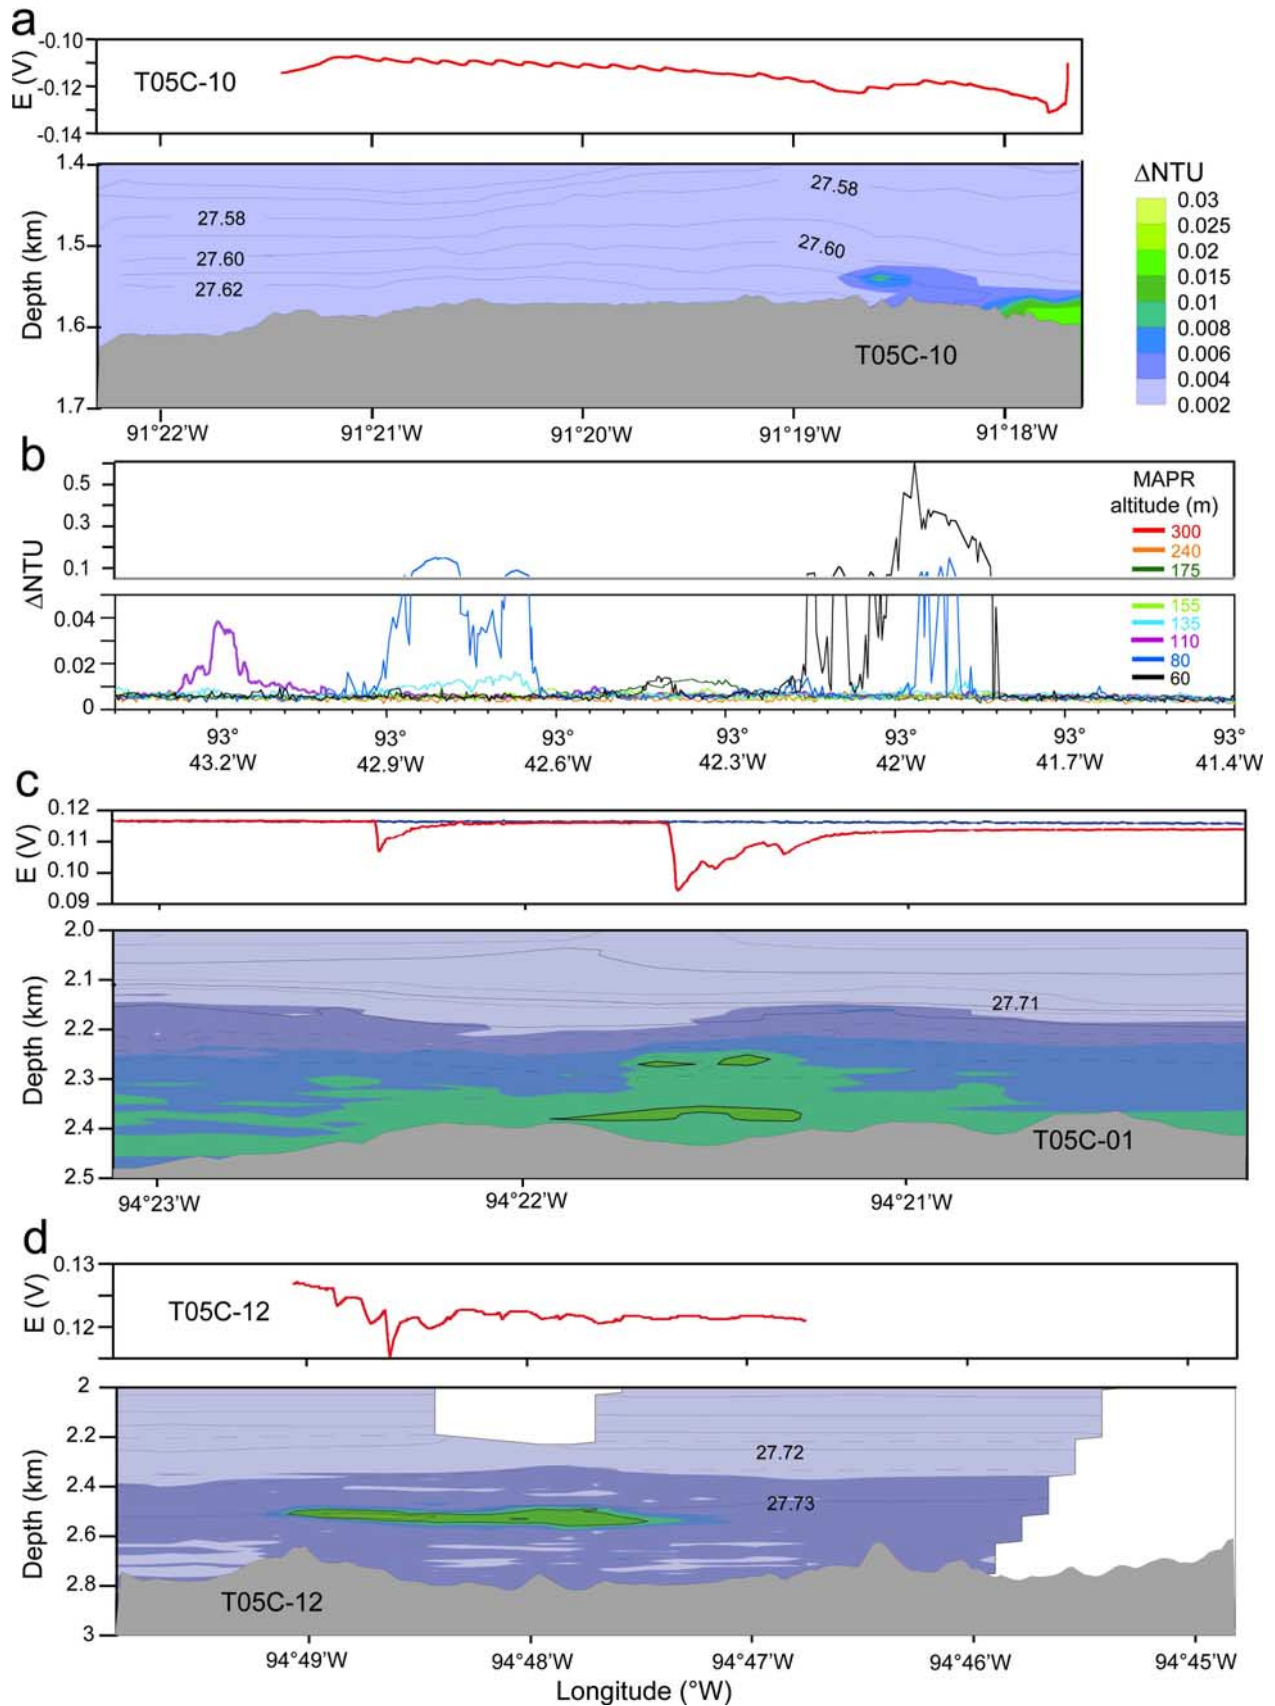 a
E (V)
-0.10
-0.12
-0.14
T05C-10
Depth (km)
1.4
1.5
1.6
1.7
27.58
27.58
27.60
27.60
27.62
T05C-10
91°22'W 91°21'W 91°20'W 91°19'W 91°18'W
ΔNTU
0.03
0.025
0.02
0.015
0.01
0.008
0.006
0.004
0.002
b
ΔNTU
0.5
0.3
0.1
0.04
0.02
0
MAPR
altitude (m)
300
240
175
155
135
110
80
60
93° 93° 93° 93° 93° 93° 93°
43.2'W 42.9'W 42.6'W 42.3'W 42'W 41.7'W 41.4'W
c
E (V)
0.12
0.11
0.10
0.09
Depth (km)
2.0
2.1
2.2
2.3
2.4
2.5
27.71
T05C-01
94°23'W 94°22'W 94°21'W
d
E (V)
0.13
0.12
T05C-12
Depth (km)
2
2.2
2.4
2.6
2.8
3
27.72
27.73
T05C-12
94°49'W 94°48'W 94°47'W 94°46'W 94°45'W
Longitude (°W)